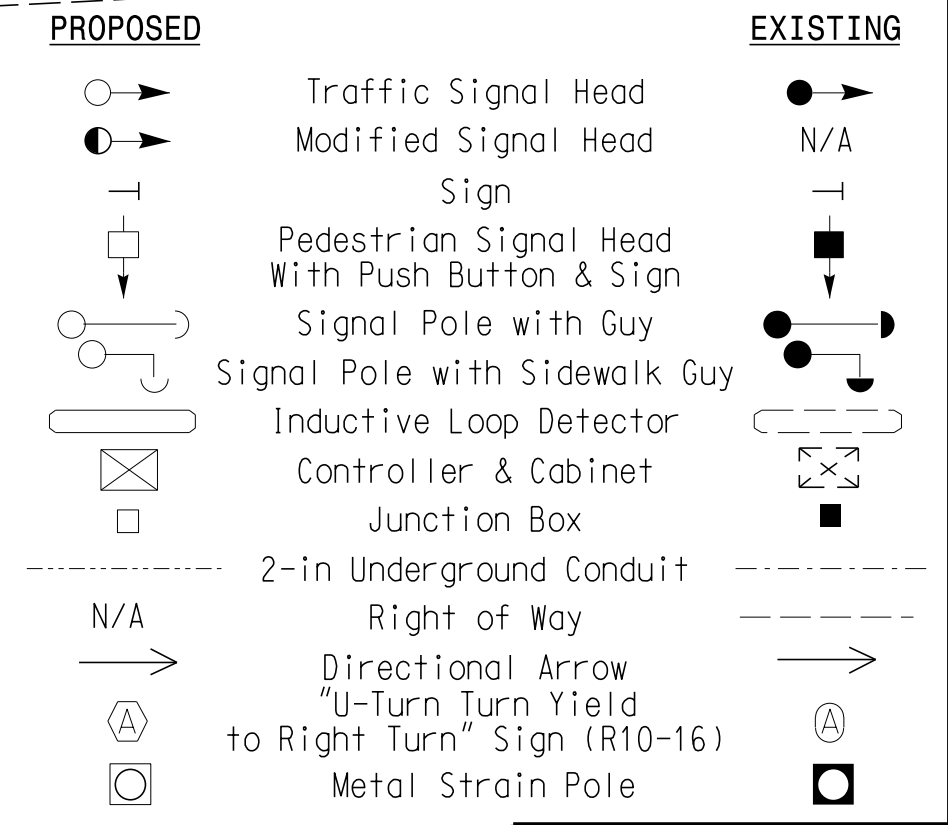 PROPOSED EXISTING
Traffic Signal Head
Modified Signal Head N/A
Sign
Pedestrian Signal Head
With Push Button & Sign
Signal Pole with Guy
Signal Pole with Sidewalk Guy
Inductive Loop Detector
Controller & Cabinet
Junction Box
2-in Underground Conduit
N/A Right of Way
Directional Arrow
"U-Turn Turn Yield
A to Right Turn" Sign (R10-16) A
Metal Strain Pole